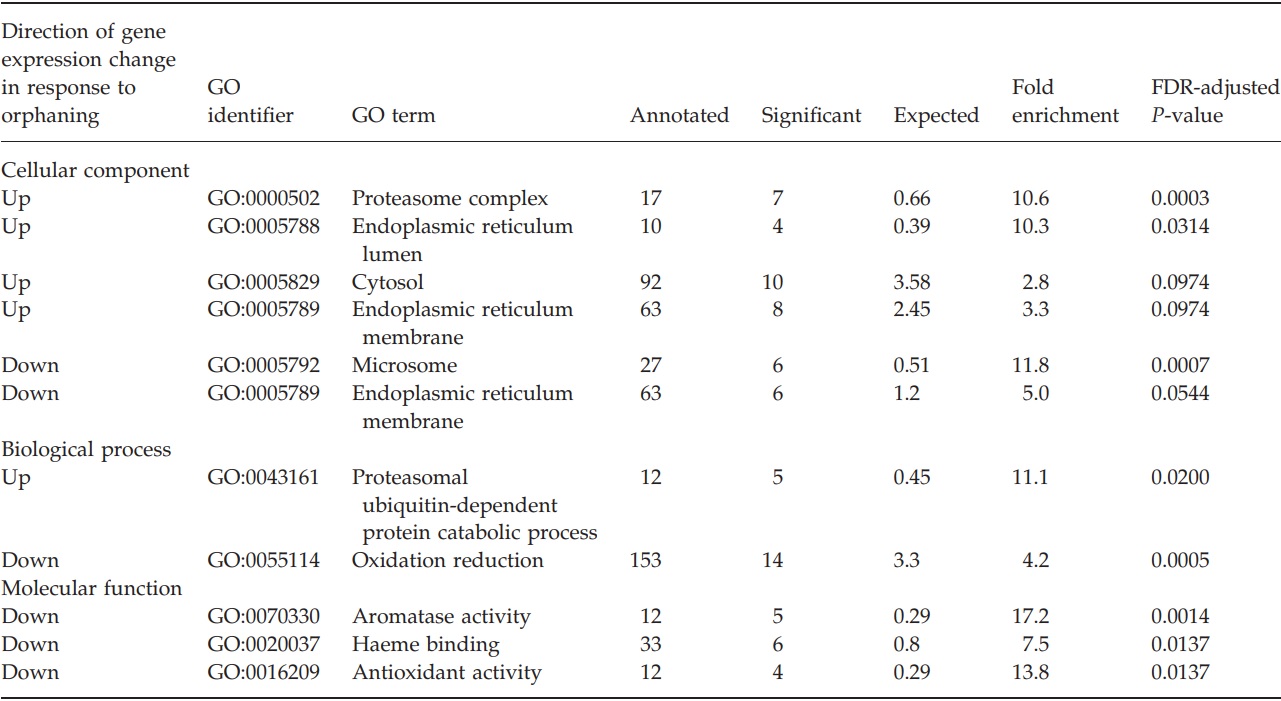 Direction of gene
expression change
in response to GO Fold FDR-adjusted
orphaning identifier GO term Annotated Significant Expected enrichment P-value
Cellular component
Up GO:0000502 Proteasome complex 17 7 0.66 10.6 0.0003
Up GO:0005788 Endoplasmic reticulum 10 4 0.39 10.3 0.0314
lumen
Up GO:0005829 Cytosol 92 10 3.58 2.8 0.0974
Up GO:0005789 Endoplasmic reticulum 63 8 2.45 3.3 0.0974
membrane
Down GO:0005792 Microsome 27 6 0.51 11.8 0.0007
Down GO:0005789 Endoplasmic reticulum 63 6 1.2 5.0 0.0544
membrane
Biological process
Up GO:0043161 Proteasomal 12 5 0.45 11.1 0.0200
ubiquitin-dependent
protein catabolic process
Down GO:0055114 Oxidation reduction 153 14 3.3 4.2 0.0005
Molecular function
Down GO:0070330 Aromatase activity 12 5 0.29 17.2 0.0014
Down GO:0020037 Haeme binding 33 6 0.8 7.5 0.0137
Down GO:0016209 Antioxidant activity 12 4 0.29 13.8 0.0137